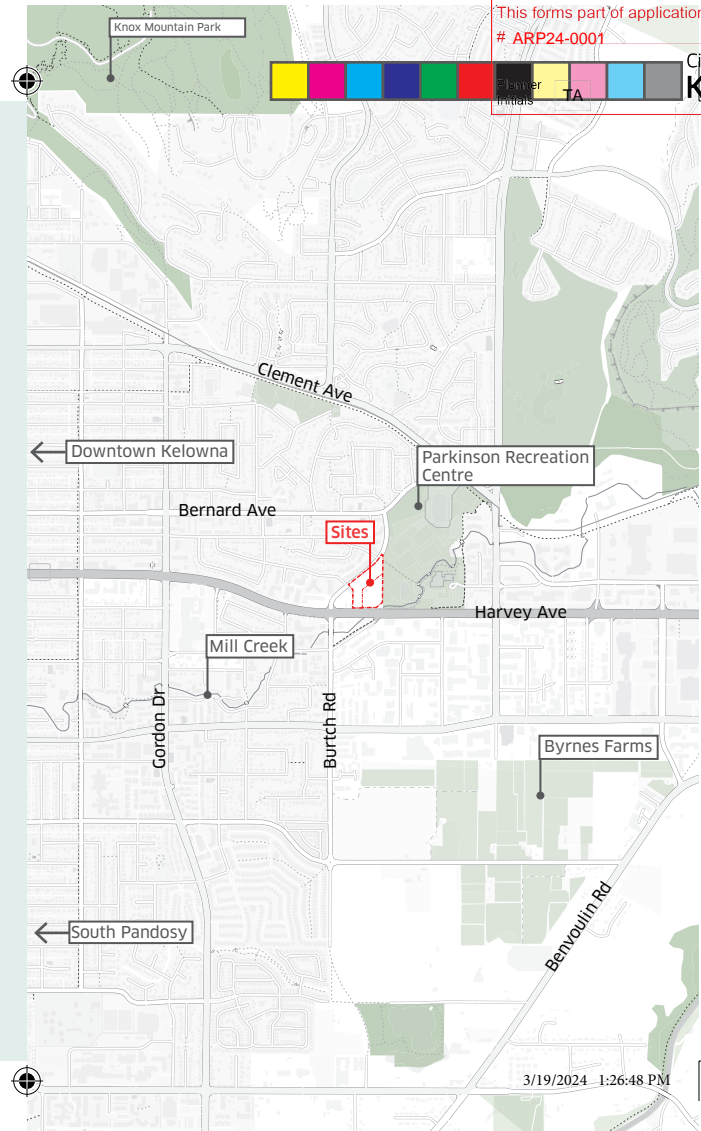 This forms part of application
# ARP24-0001
Knox Mountain Park
Ci
K
Planner
Initials
TA
Clement Ave
Downtown Kelowna
Parkinson Recreation
Centre
Bernard Ave
Sites
Harvey Ave
Mill Creek
Gordon Dr
Burtch Rd
Byrnes Farms
Benvoulin Rd
South Pandosy
3/19/2024 1:26:48 PM